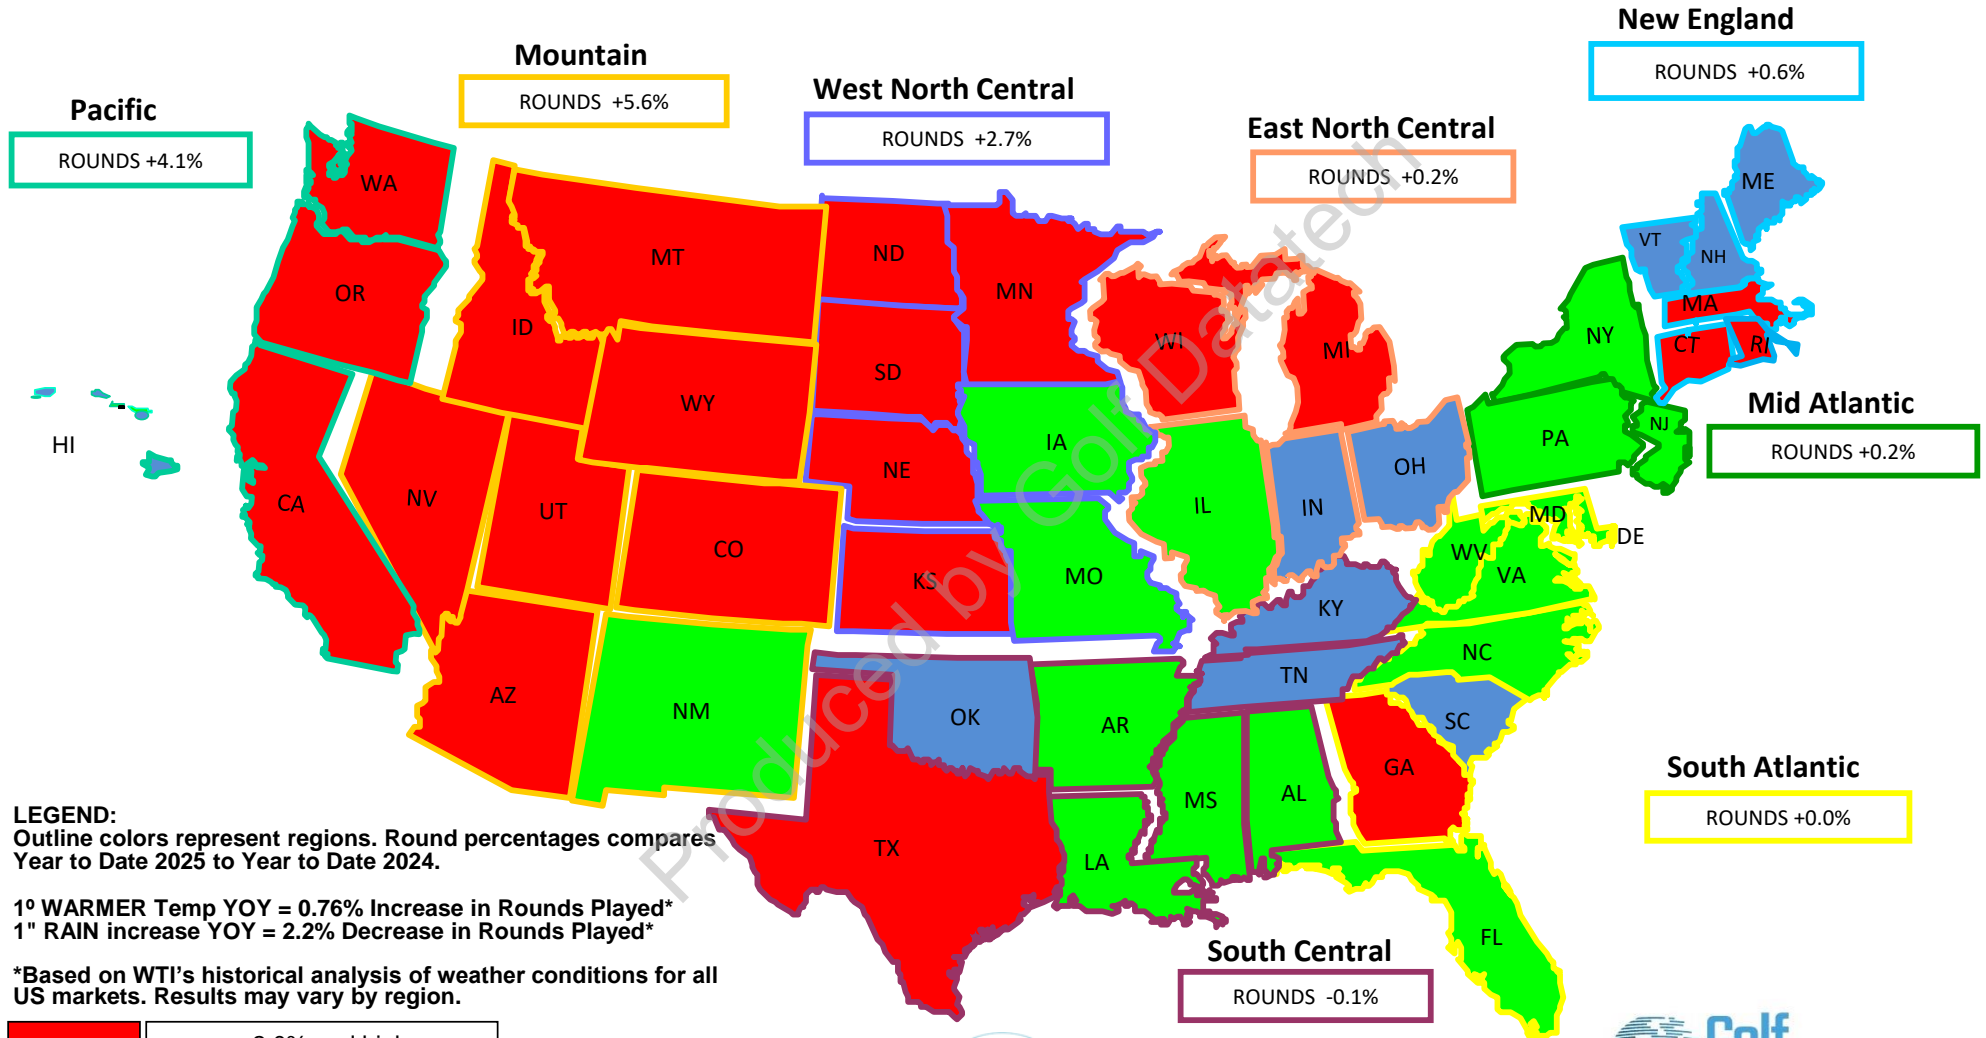 New England
ROUNDS +0.6%
Mountain
ROUNDS +5.6%
West North Central
ROUNDS +2.7%
Pacific
ROUNDS +4.1%
East North Central
ROUNDS +0.2%
WA
OR
CA
HI
MT
ID
WY
NV
UT
CO
AZ
NM
ND
SD
NE
KS
MN
IA
MO
WI
MI
IL
IN
OH
ME
VT
NH
MA
CT
RI
NY
PA
NJ
Mid Atlantic
ROUNDS +0.2%
MD
DE
WV
VA
NC
SC
GA
FL
KY
TN
OK
AR
TX
LA
MS
AL
South Atlantic
ROUNDS +0.0%
South Central
ROUNDS -0.1%
Produced by Golf Datatech
LEGEND:
Outline colors represent regions. Round percentages compares
Year to Date 2025 to Year to Date 2024.
1º WARMER Temp YOY = 0.76% Increase in Rounds Played*
1" RAIN increase YOY = 2.2% Decrease in Rounds Played*
*Based on WTI's historical analysis of weather conditions for all
US markets. Results may vary by region.
Golf